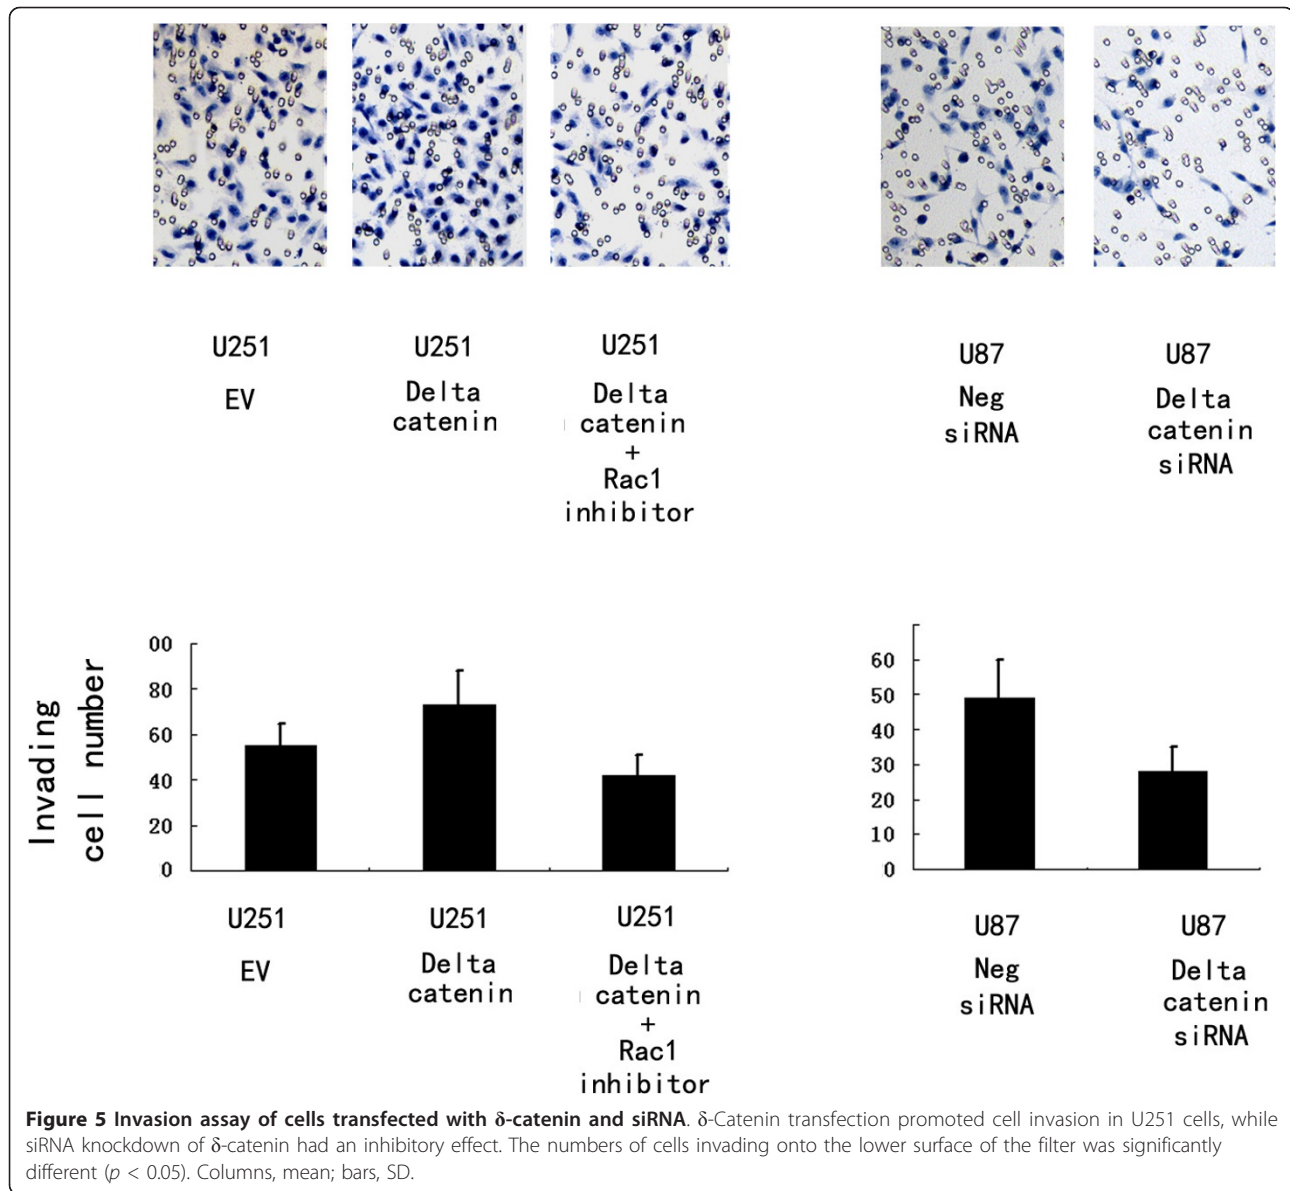 U251
EV
U251
Delta
catenin
U251
Delta
catenin
+
Rac1
inhibitor
U87
Neg
siRNA
U87
Delta
catenin
siRNA
Invading
cell number
00
80
60
40
20
0
60
50
40
30
20
10
0
U251
EV
U251
Delta
catenin
U251
Delta
catenin
+
Rac1
inhibitor
U87
Neg
siRNA
U87
Delta
catenin
siRNA
Figure 5 Invasion assay of cells transfected with δ-catenin and siRNA. δ-Catenin transfection promoted cell invasion in U251 cells, while
siRNA knockdown of δ-catenin had an inhibitory effect. The numbers of cells invading onto the lower surface of the filter was significantly
different (p < 0.05). Columns, mean; bars, SD.